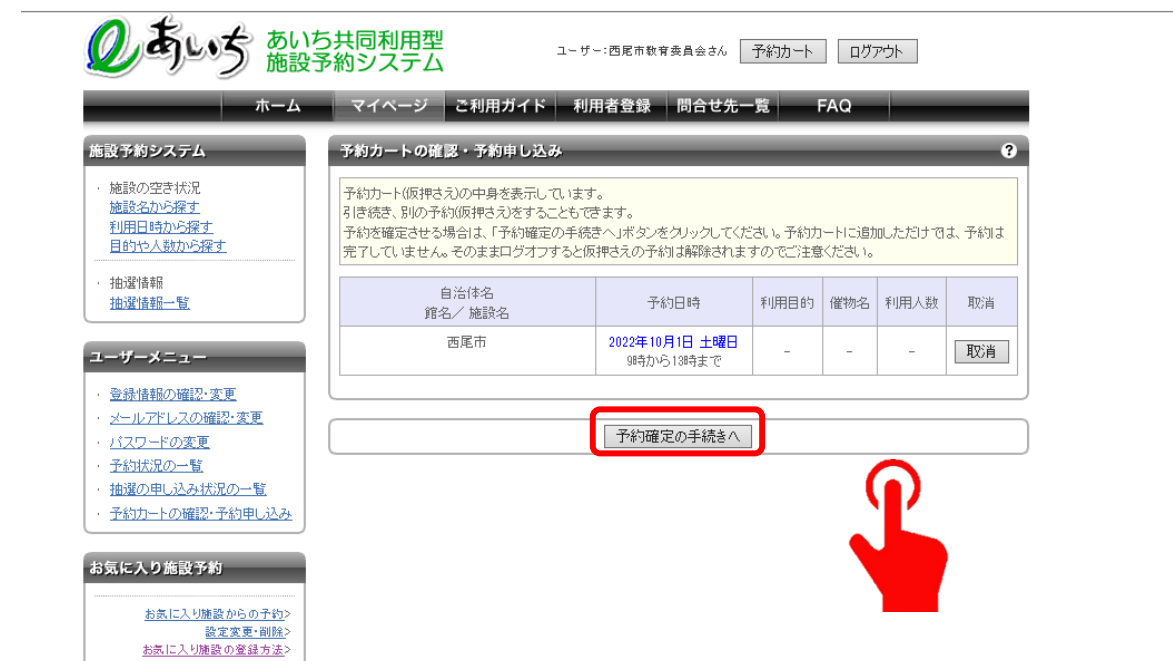 あいち
あいち共同利用型
施設予約システム
ユーザー:西尾市教育委員会さん 予約カート ログアウト
ホーム マイページ ご利用ガイド 利用者登録 問合せ先一覧 FAQ
施設予約システム
・ 施設の空き状況
施設名から探す
利用日時から探す
目的や人数から探す
・ 抽選情報
抽選情報一覧
ユーザーメニュー
・ 登録情報の確認・変更
・ メールアドレスの確認・変更
・ パスワードの変更
・ 予約状況の一覧
・ 抽選の申し込み状況の一覧
・ 予約カートの確認・予約申し込み
お気に入り施設予約
お気に入り施設からの予約>
設定変更・削除>
お気に入り施設の登録方法>
予約カートの確認・予約申し込み ?
予約カート(仮押さえ)の中身を表示しています。
引き続き、別の予約(仮押さえ)をすることもできます。
予約を確定させる場合は、「予約確定の手続きへ」ボタンをクリックしてください。予約カートに追加しただけでは、予約は
完了していません。そのままログオフすると仮押さえの予約は解除されますのでご注意ください。
自治体名
館名/ 施設名
予約日時 利用目的 催物名 利用人数 取消
西尾市
2022年10月1日 土曜日
9時から13時まで
- - - 取消
予約確定の手続きへ